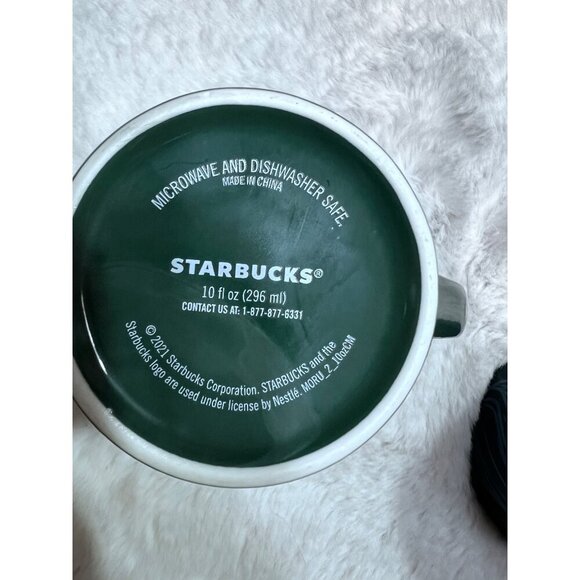 MICROWAVE AND DISHWASHER SAFE.
MADE IN CHINA
STARBUCKS®
10 fl oz (296 ml)
CONTACT US AT: 1-877-877-6331
© 2021 Starbucks Corporation. STARBUCKS and the
Starbucks logo are used under license by Nestlé. MORU_2_10ozCM